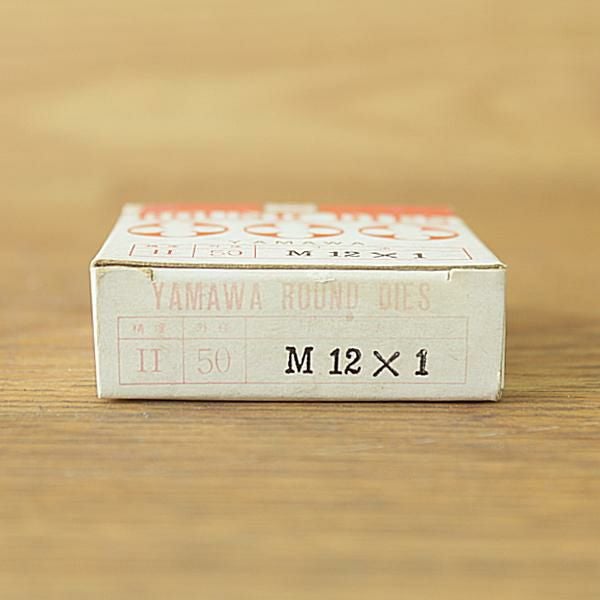 YAMAWA
II 50 M 12 × 1
YAMAWA ROUND DIES
精度 外径
II 50 M 12 × 1